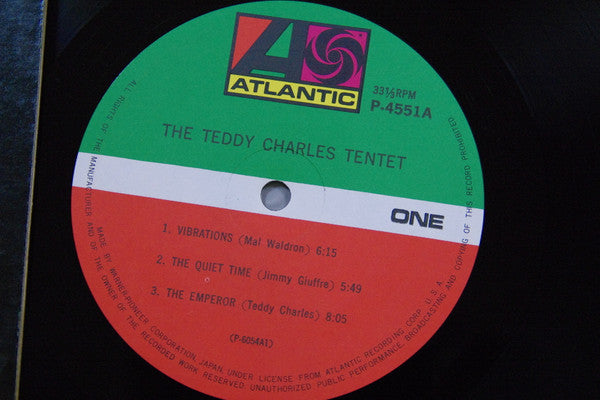 ATLANTIC
33⅓RPM
P-4551A
THE TEDDY CHARLES TENTET
ONE
1. VIBRATIONS (Mal Waldron) 6:15
2. THE QUIET TIME (Jimmy Giuffre) 5:49
3. THE EMPEROR (Teddy Charles) 8:05
(P-6054A1)
MADE BY WARNER-PIONEER CORPORATION, JAPAN, UNDER LICENSE FROM ATLANTIC RECORDING CORP. U.S.A.
ALL RIGHTS OF THE MANUFACTURER AND OF THE OWNER OF THE RECORDED WORK RESERVED. UNAUTHORIZED PUBLIC PERFORMANCE, BROADCASTING AND COPYING OF THIS RECORD PROHIBITED